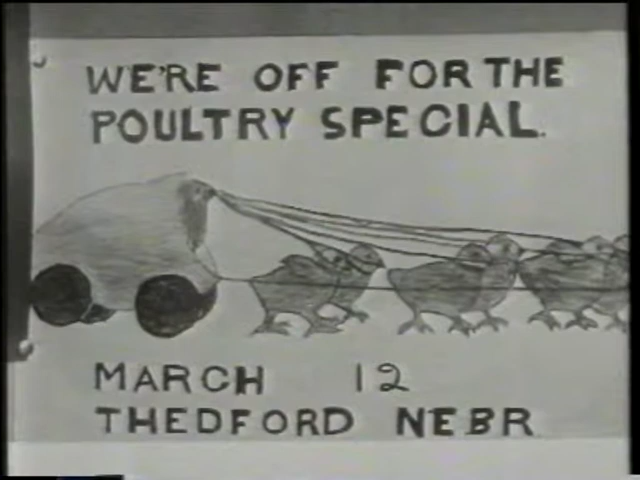 WE'RE OFF FOR THE
POULTRY SPECIAL.
MARCH 12
THEDFORD NEBR